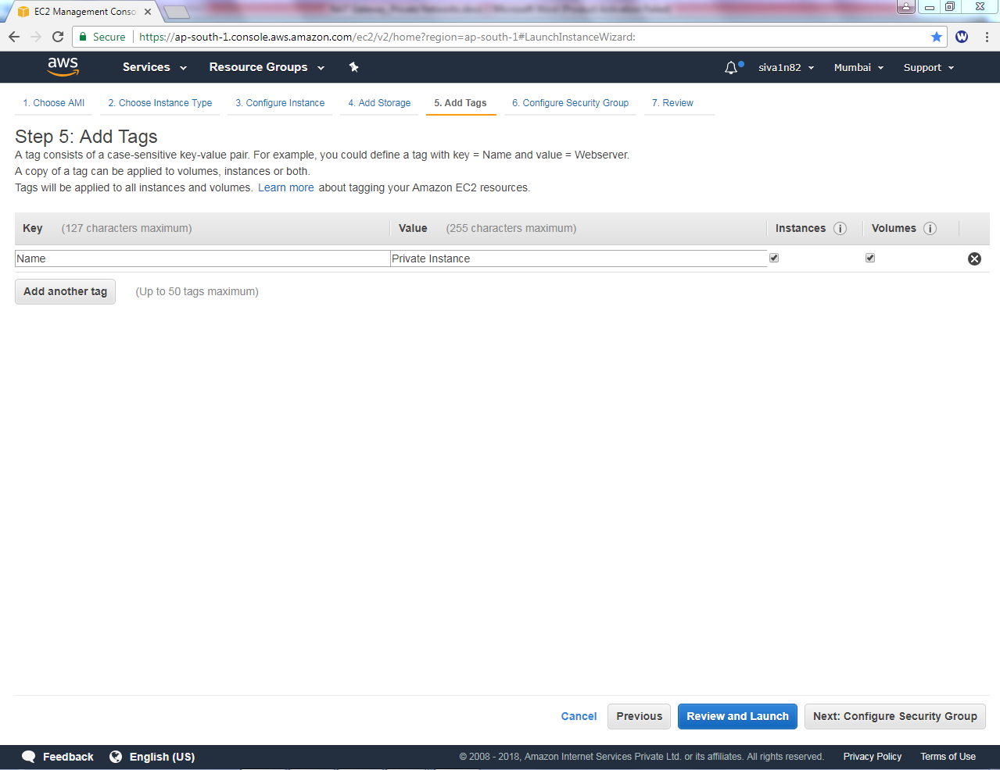 EC2 Management Conso
Secure https://ap-south-1.console.aws.amazon.com/ec2/v2/home?region=ap-south-1#LaunchInstanceWizard:
W
aws Services Resource Groups siva1n82 Mumbai Support
1. Choose AMI 2. Choose Instance Type 3. Configure Instance 4. Add Storage 5. Add Tags 6. Configure Security Group 7. Review
Step 5: Add Tags
A tag consists of a case-sensitive key-value pair. For example, you could define a tag with key = Name and value = Webserver.
A copy of a tag can be applied to volumes, instances or both.
Tags will be applied to all instances and volumes. Learn more about tagging your Amazon EC2 resources.
Key (127 characters maximum) Value (255 characters maximum) Instances i Volumes i
Name Private Instance
Add another tag (Up to 50 tags maximum)
Cancel Previous Review and Launch Next: Configure Security Group
Feedback English (US) © 2008 - 2018, Amazon Internet Services Private Ltd. or its affiliates. All rights reserved. Privacy Policy Terms of Use